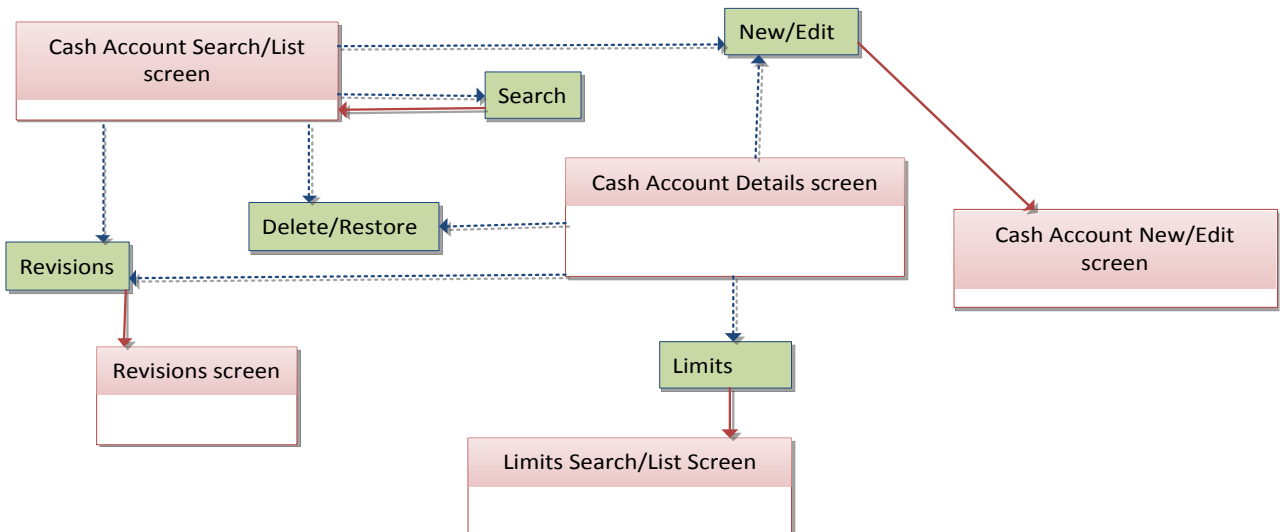 Cash Account Search/List
screen
New/Edit
Search
Cash Account Details screen
Delete/Restore
Cash Account New/Edit
screen
Revisions
Limits
Revisions screen
Limits Search/List Screen